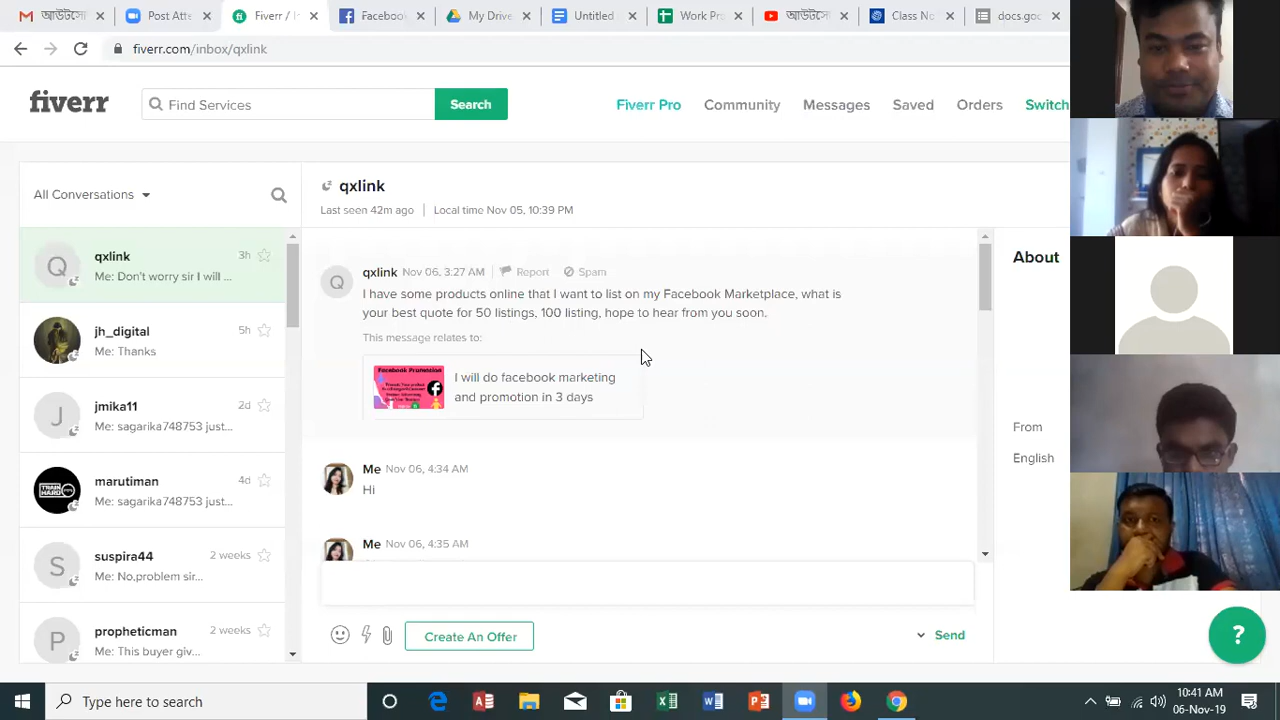 আউটসো
Post Atte
Fiverr / In
Facebook
My Drive
Untitled
Work P
আউটসো
Class No
docs.goo
fiverr.com/inbox/qxlink
fiverr
Find Services
Search
Fiverr Pro
Community
Messages
Saved
Orders
Switch
All Conversations
qxlink
3h
Me: Don't worry sir I will ...
jh_digital
5h
Me: Thanks
jmika11
2d
Me: sagarika748753 just...
marutiman
4d
Me: sagarika748753 just...
suspira44
2 weeks
Me: No,problem sir...
propheticman
2 weeks
Me: This buyer giv...
qxlink
Last seen 42m ago | Local time Nov 05, 10:39 PM
qxlink Nov 06, 3:27 AM | Report Spam
I have some products online that I want to list on my Facebook Marketplace, what is
your best quote for 50 listings, 100 listing, hope to hear from you soon.
This message relates to:
Facebook Promotion
I will do facebook marketing
and promotion in 3 days
Me Nov 06, 4:34 AM
Hi
Me Nov 06, 4:35 AM
Create An Offer
Send
About
From
English
?
Type here to search
10:41 AM
06-Nov-19